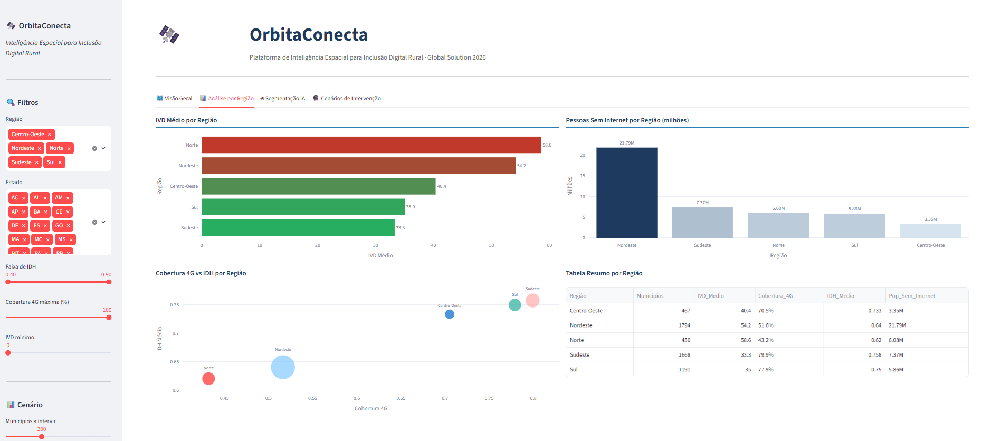 OrbitaConecta
Inteligência Espacial para Inclusão
Digital Rural
Filtros
Região
Centro-Oeste ×
Nordeste × Norte ×
Sudeste × Sul ×
Estado
AC × AL × AM ×
AP × BA × CE ×
DF × ES × GO ×
MA × MG × MS ×
MT × PA × PB ×
Faixa de IDH
0.40 0.90
Cobertura 4G máxima (%)
100
IVD mínimo
0
Cenário
Municípios a intervir
200
OrbitaConecta
Plataforma de Inteligência Espacial para Inclusão Digital Rural · Global Solution 2026
Visão Geral Análise por Região Segmentação IA Cenários de Intervenção
IVD Médio por Região
Região
Norte 58.6
Nordeste 54.2
Centro-Oeste 40.4
Sul 35.0
Sudeste 33.3
0 10 20 30 40 50 60
IVD Médio
Pessoas Sem Internet por Região (milhões)
Milhões
20
15
10
5
0
21.79M
7.37M
6.08M
5.86M
3.35M
Nordeste Sudeste Norte Sul Centro-Oeste
Região
Cobertura 4G vs IDH por Região
IDH Médio
0.75
0.7
0.65
0.6
Sudeste
Sul
Centro-Oeste
Nordeste
Norte
0.45 0.5 0.55 0.6 0.65 0.7 0.75 0.8
Cobertura 4G
Tabela Resumo por Região
Região Municípios IVD_Medio Cobertura_4G IDH_Medio Pop_Sem_Internet
Centro-Oeste 467 40.4 70.5% 0.733 3.35M
Nordeste 1794 54.2 51.6% 0.64 21.79M
Norte 450 58.6 43.2% 0.62 6.08M
Sudeste 1668 33.3 79.9% 0.758 7.37M
Sul 1191 35 77.9% 0.75 5.86M